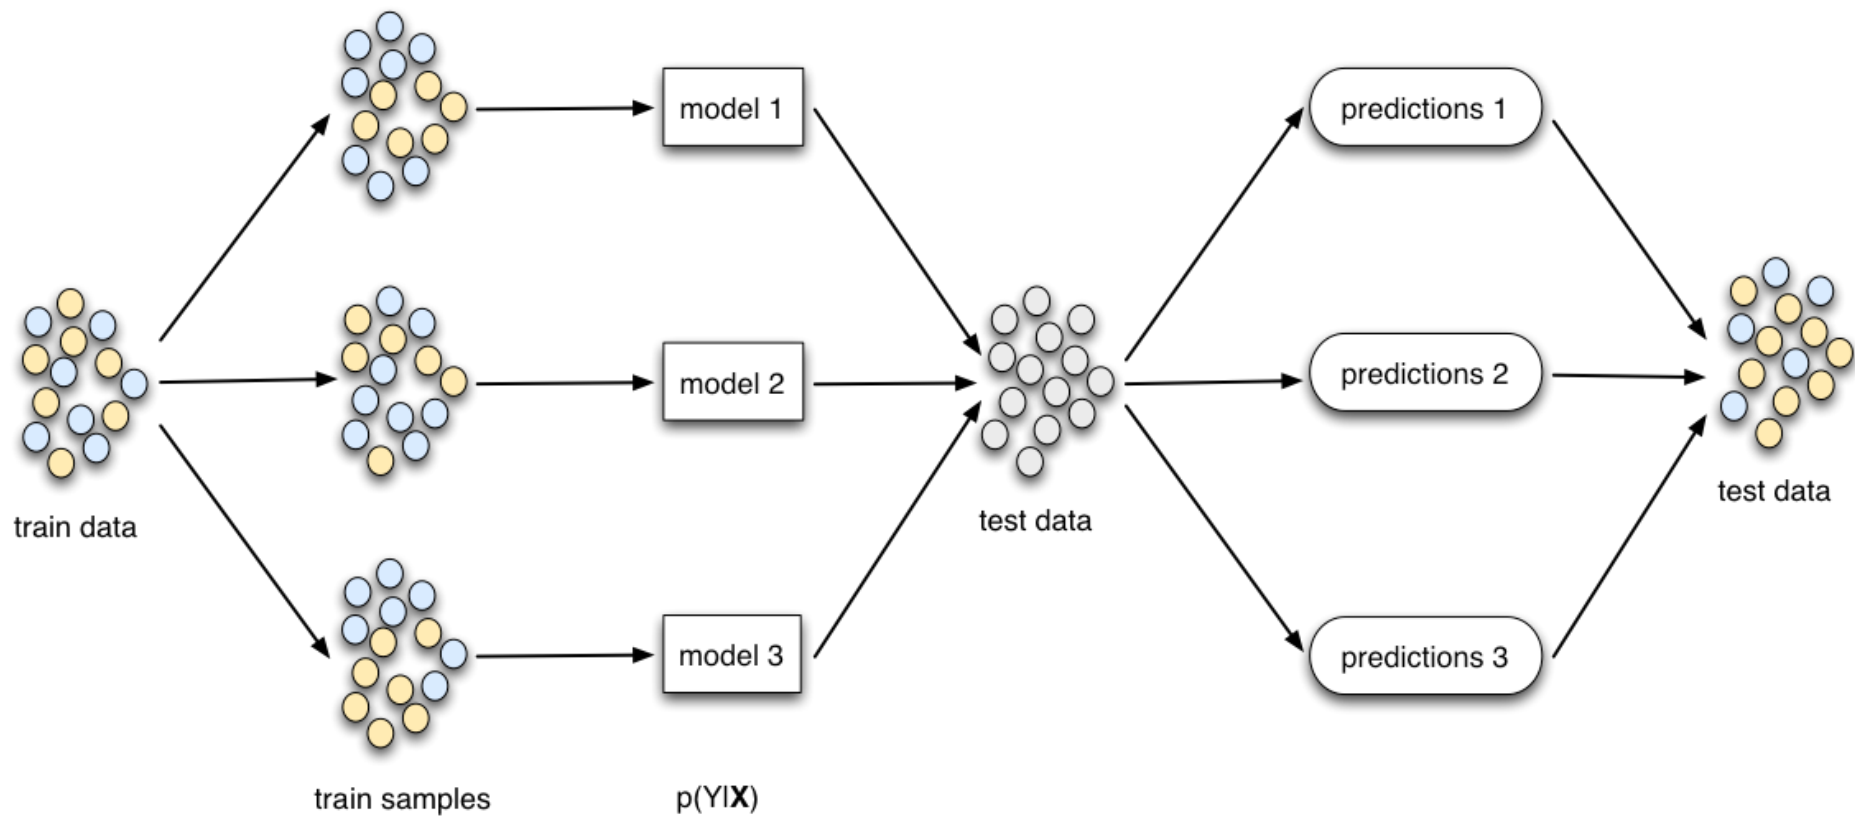 model 1
predictions 1
model 2
predictions 2
test data
test data
train data
model 3
predictions 3
train samples
p(Y|X)